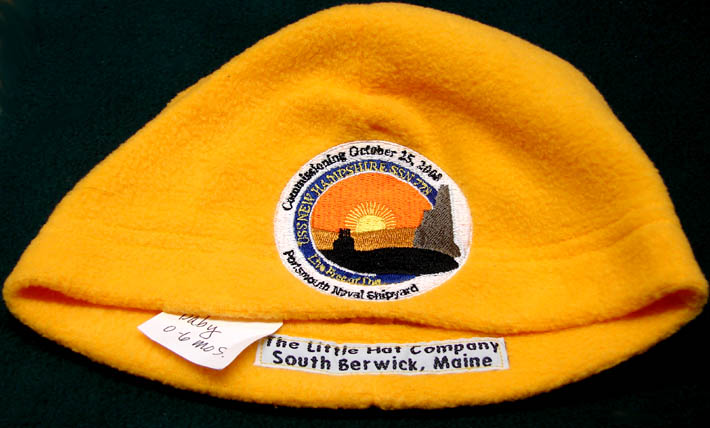 Commissioning October 25, 2008
USS NEW HAMPSHIRE SSN 778
Live Free or Die
Portsmouth Naval Shipyard
Baby
0-6 mos.
The Little Hat Company
South Berwick, Maine